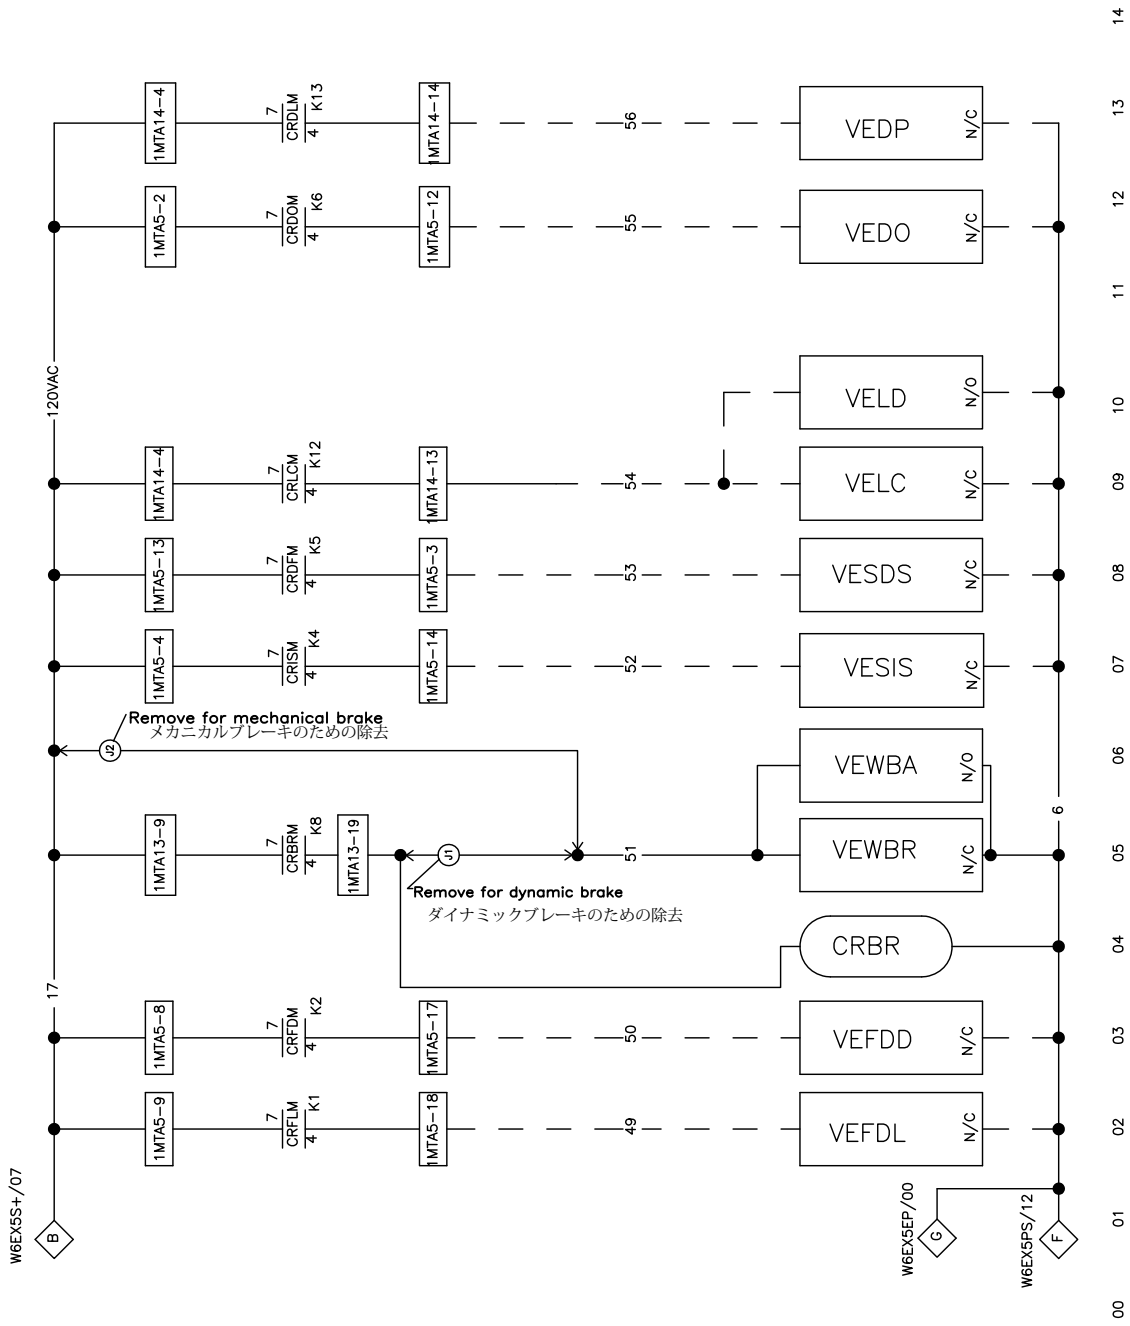 14
13
1MTA14-4
7
CRDLM
4
K13
1MTA14-14
56
VEDP
N/C
12
1MTA5-2
7
CRDOM
4
K6
1MTA5-12
55
VEDO
N/C
11
120VAC
10
VELD
N/O
09
1MTA14-4
7
CRLCM
4
K12
1MTA14-13
54
VELC
N/C
08
1MTA5-13
7
CRDFM
4
K5
1MTA5-3
53
VESDS
N/C
07
1MTA5-4
7
CRISM
4
K4
1MTA5-14
52
VESIS
N/C
Remove for mechanical brake
メカニカルブレーキのための除去
J2
06
VEWBA
N/O
6
05
1MTA13-9
7
CRBRM
4
K8
1MTA13-19
J1
51
VEWBR
N/C
Remove for dynamic brake
ダイナミックブレーキのための除去
04
CRBR
17
03
1MTA5-8
7
CRFDM
4
K2
1MTA5-17
50
VEFDD
N/C
02
1MTA5-9
7
CRFLM
4
K1
1MTA5-18
49
VEFDL
N/C
01
W6EX5S+/07
B
W6EX5EP/00
G
W6EX5PS/12
F
00